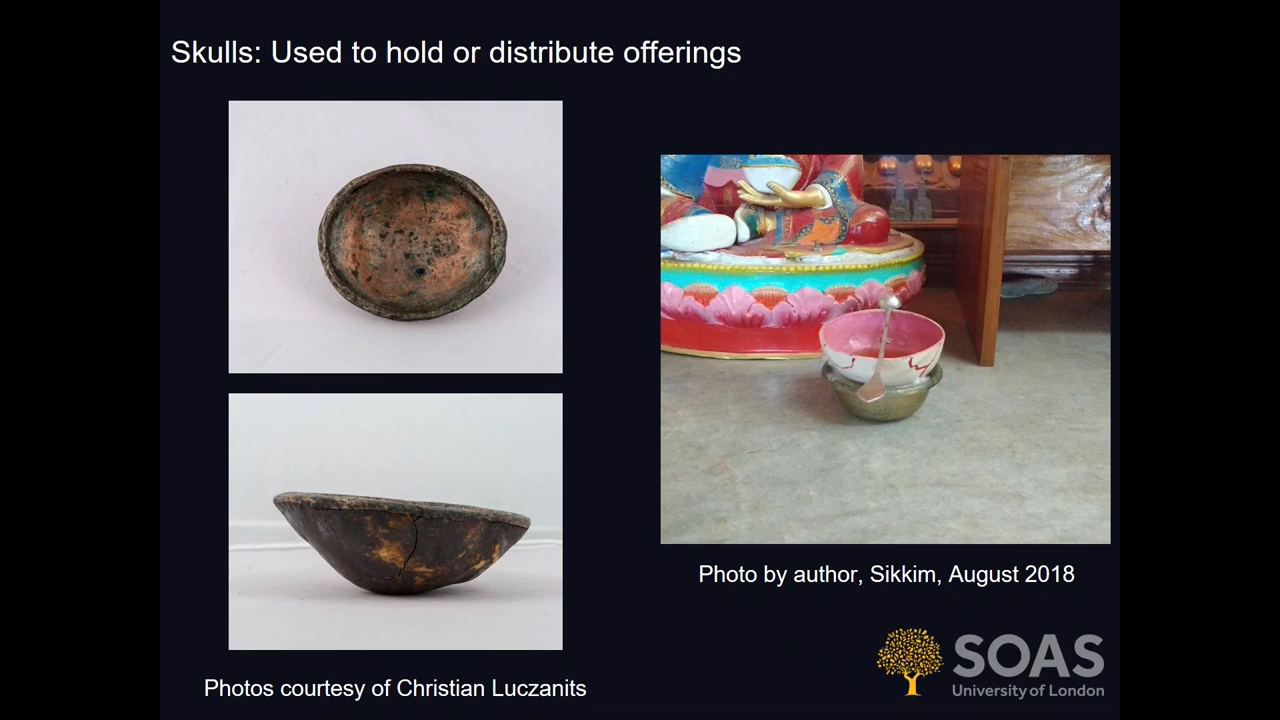 Skulls: Used to hold or distribute offerings
Photo by author, Sikkim, August 2018
Photos courtesy of Christian Luczanits
SOAS
University of London